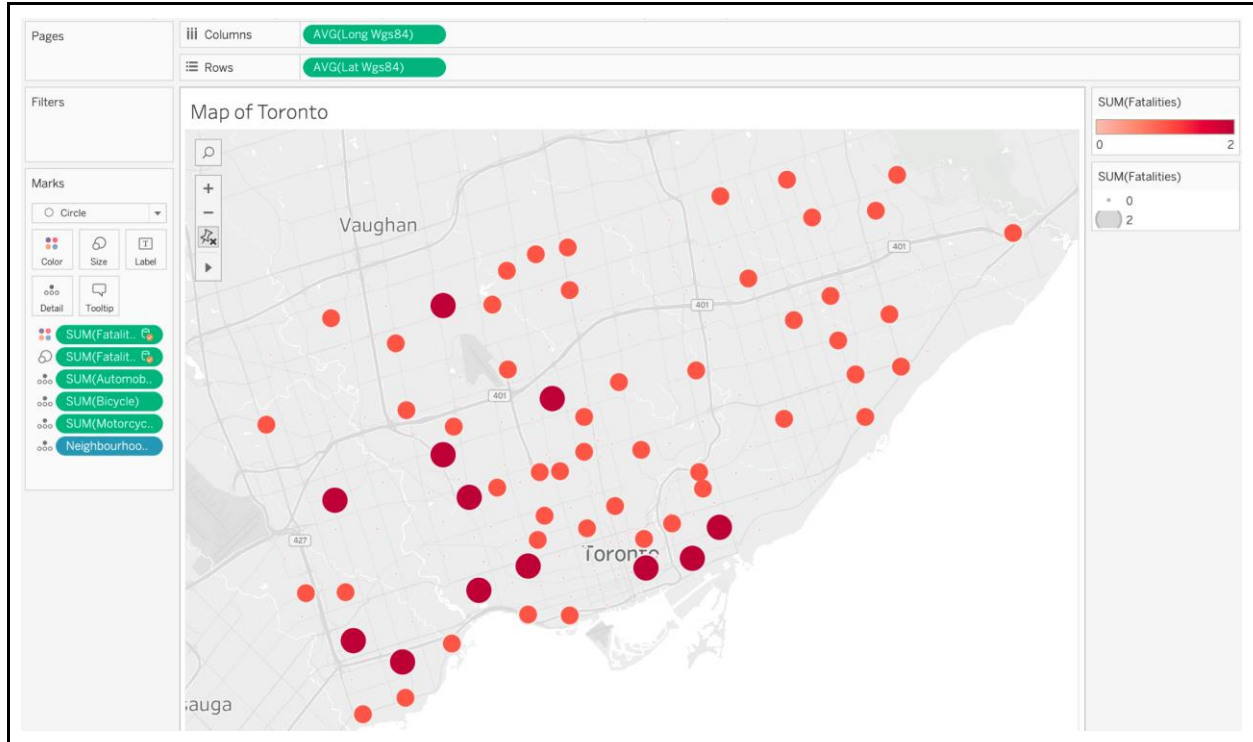 Pages
iii Columns
AVG(Long Wgs84)
Rows
AVG(Lat Wgs84)
Filters
Marks
Circle
Color
Size
Label
Detail
Tooltip
SUM(Fatalit..
SUM(Fatalit..
SUM(Automob..
SUM(Bicycle)
SUM(Motorcyc..
Neighbourhoo..
Map of Toronto
Vaughan
401
401
401
427
Toronto
sauga
SUM(Fatalities)
0 2
SUM(Fatalities)
0
2